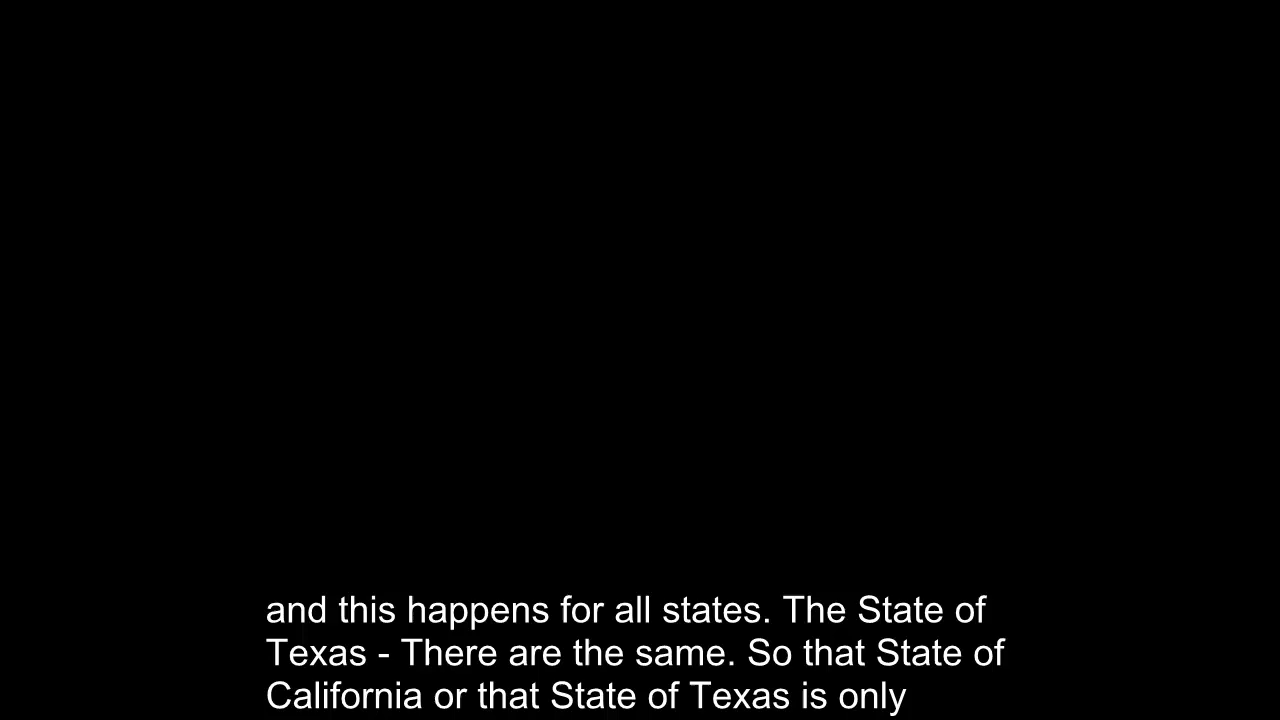 and this happens for all states. The State of
Texas - There are the same. So that State of
California or that State of Texas is only